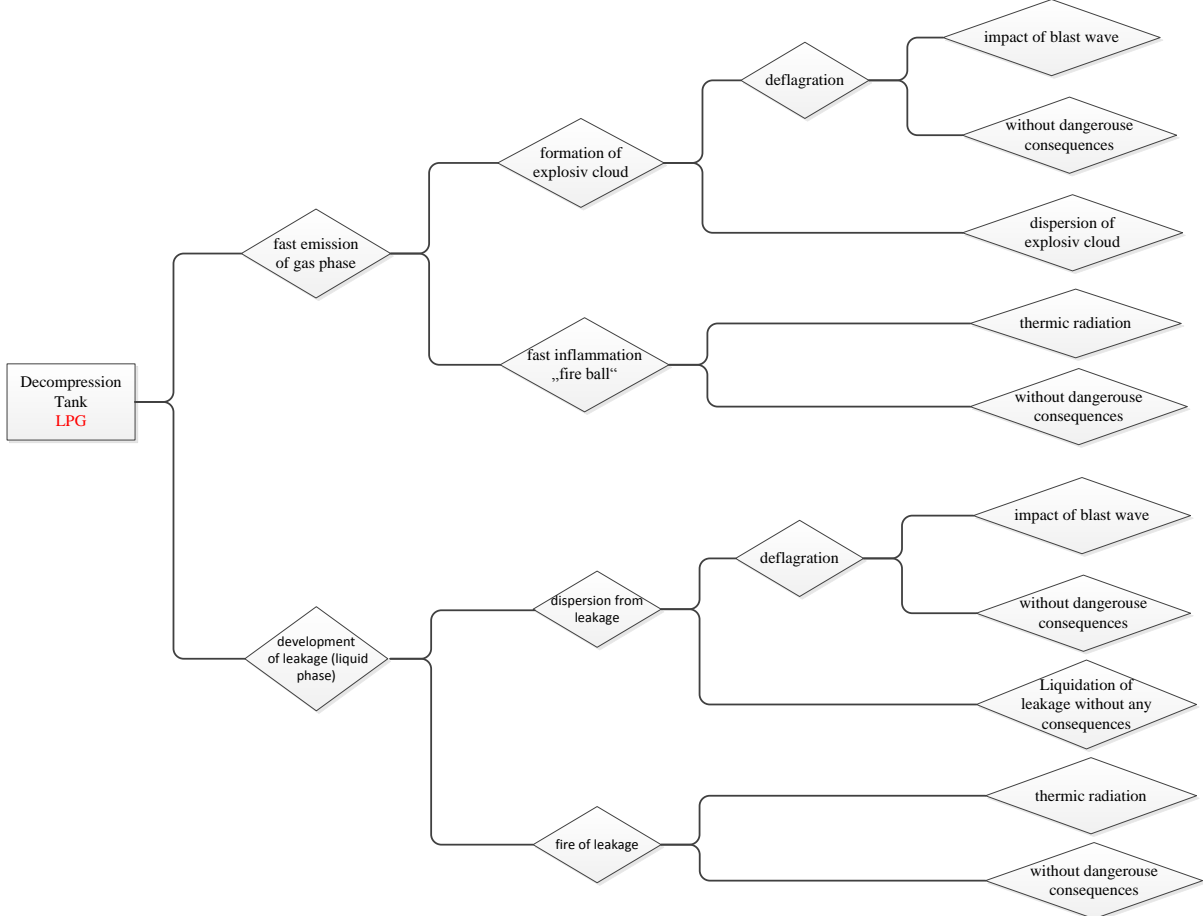 impact of blast wave
deflagration
without dangerouse
consequences
formation of
explosiv cloud
dispersion of
explosiv cloud
fast emission
of gas phase
thermic radiation
fast inflammation
„fire ball“
without dangerouse
consequences
Decompression
Tank
LPG
impact of blast wave
deflagration
dispersion from
leakage
without dangerouse
consequences
development
of leakage (liquid
phase)
Liquidation of
leakage without any
consequences
thermic radiation
fire of leakage
without dangerouse
consequences